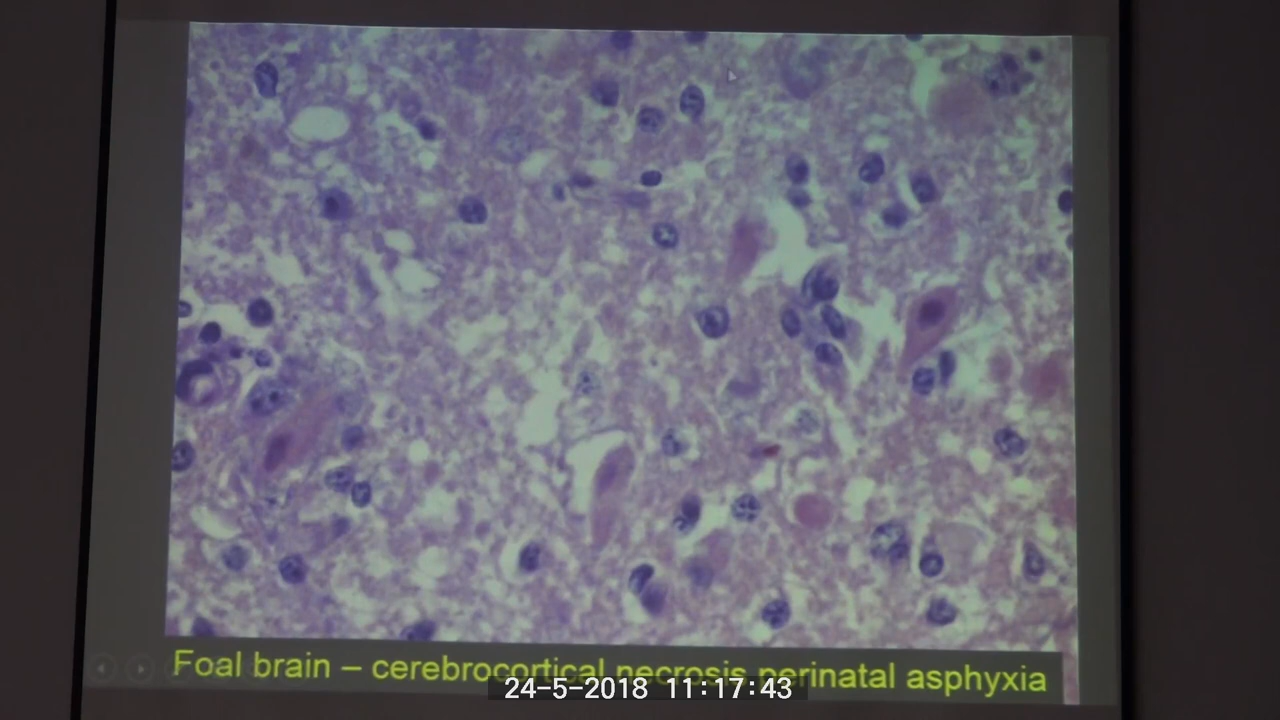 Foal brain – cerebrocortical necrosis perinatal asphyxia
24-5-2018 11:17:43